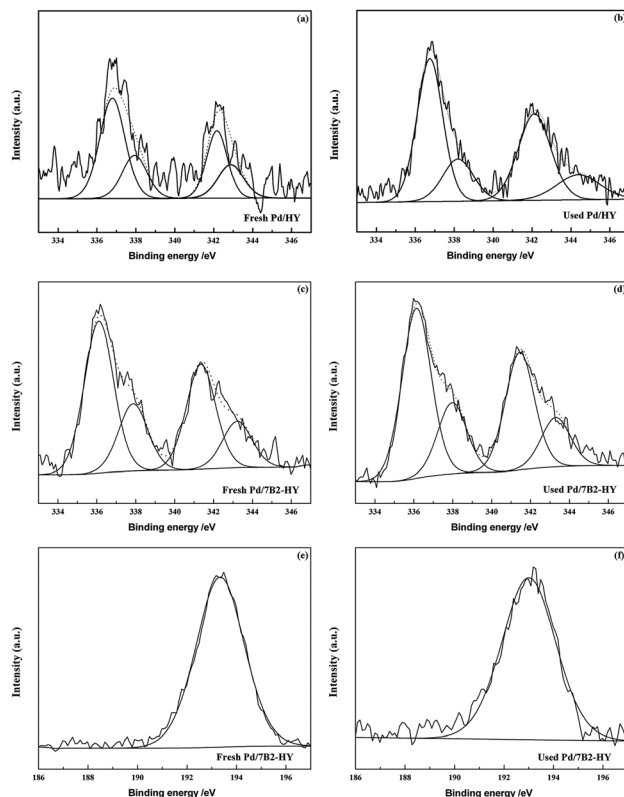 (a)
Intensity (a.u.)
Fresh Pd/HY
334 336 338 340 342 344 346
Binding energy /eV
(b)
Intensity (a.u.)
Used Pd/HY
334 336 338 340 342 344 346
Binding energy /eV
(c)
Intensity (a.u.)
Fresh Pd/7B2-HY
334 336 338 340 342 344 346
Binding energy /eV
(d)
Intensity (a.u.)
Used Pd/7B2-HY
334 336 338 340 342 344 346
Binding energy /eV
(e)
Intensity (a.u.)
Fresh Pd/7B2-HY
186 188 190 192 194 196
Binding energy /eV
(f)
Intensity (a.u.)
Used Pd/7B2-HY
186 188 190 192 194 196
Binding energy /eV